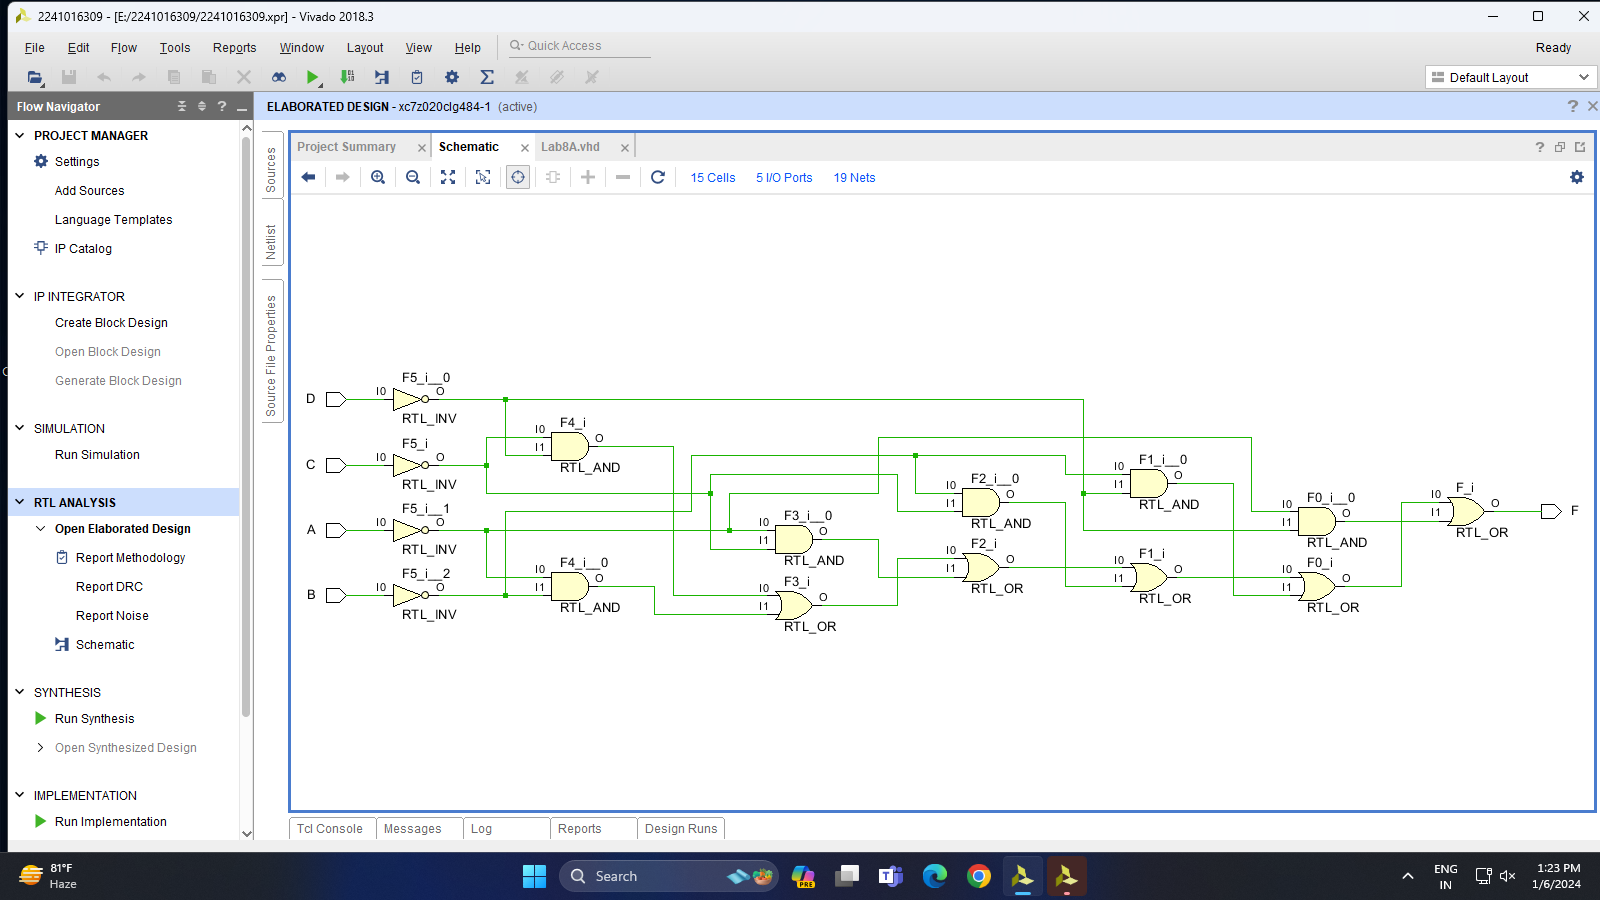 2241016309 - [E:/2241016309/2241016309.xpr] - Vivado 2018.3
File Edit Flow Tools Reports Window Layout View Help Quick Access Ready
Default Layout
Flow Navigator
ELABORATED DESIGN - xc7z020clg484-1 (active)
PROJECT MANAGER
Settings
Add Sources
Language Templates
IP Catalog
IP INTEGRATOR
Create Block Design
Open Block Design
Generate Block Design
SIMULATION
Run Simulation
RTL ANALYSIS
Open Elaborated Design
Report Methodology
Report DRC
Report Noise
Schematic
SYNTHESIS
Run Synthesis
Open Synthesized Design
IMPLEMENTATION
Run Implementation
Sources
Netlist
Source File Properties
Project Summary Schematic Lab8A.vhd
15 Cells 5 I/O Ports 19 Nets
D I0 F5_i__0 O
RTL_INV
C I0 F5_i O
RTL_INV
A I0 F5_i__1 O
RTL_INV
B I0 F5_i__2 O
RTL_INV
F4_i
I0 I1 O
RTL_AND
F4_i__0
I0 I1 O
RTL_AND
F3_i__0
I0 I1 O
RTL_AND
F3_i
I0 I1 O
RTL_OR
F2_i__0
I0 I1 O
RTL_AND
F2_i
I0 I1 O
RTL_OR
F1_i__0
I0 I1 O
RTL_AND
F1_i
I0 I1 O
RTL_OR
F0_i__0
I0 I1 O
RTL_AND
F0_i
I0 I1 O
RTL_OR
F_i
I0 I1 O F
RTL_OR
Tcl Console Messages Log Reports Design Runs
81°F
Haze
Search
PRE
ENG
IN
1:23 PM
1/6/2024